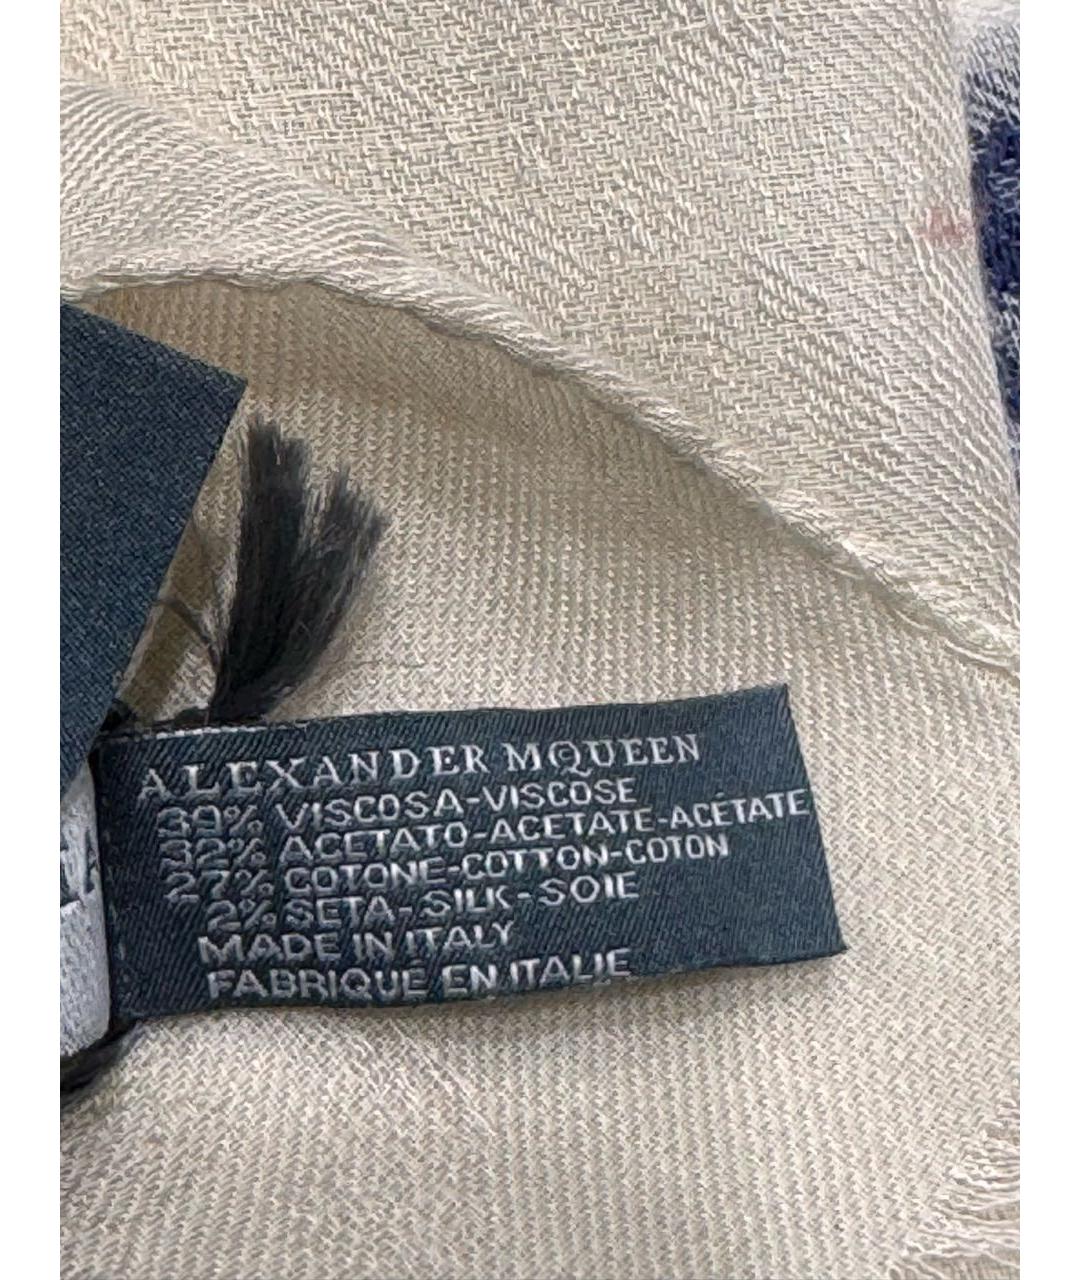 ALEXANDER MCQUEEN
39% VISCOSA-VISCOSE
32% ACETATO-ACETATE-ACÉTATE
27% COTONE-COTTON-COTON
2% SETA-SILK-SOIE
MADE IN ITALY
FABRIQUÉ EN ITALIE